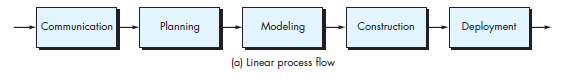 Communication Planning Modeling Construction Deployment
(a) Linear process flow